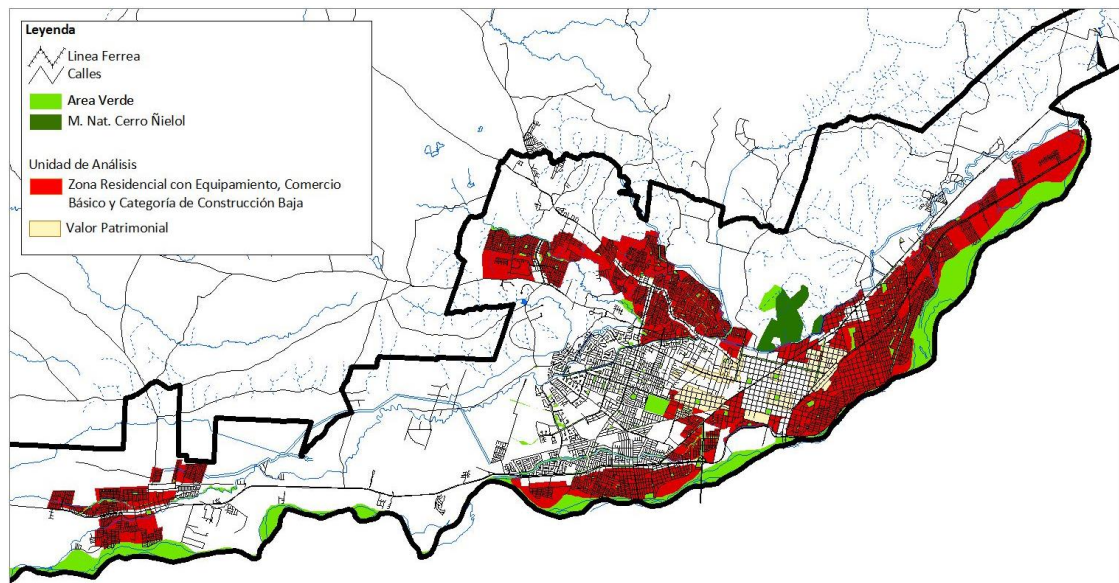 Leyenda
Linea Ferrea
Calles
Area Verde
M. Nat. Cerro Ñielol
Unidad de Análisis
Zona Residencial con Equipamiento, Comercio
Básico y Categoría de Construcción Baja
Valor Patrimonial